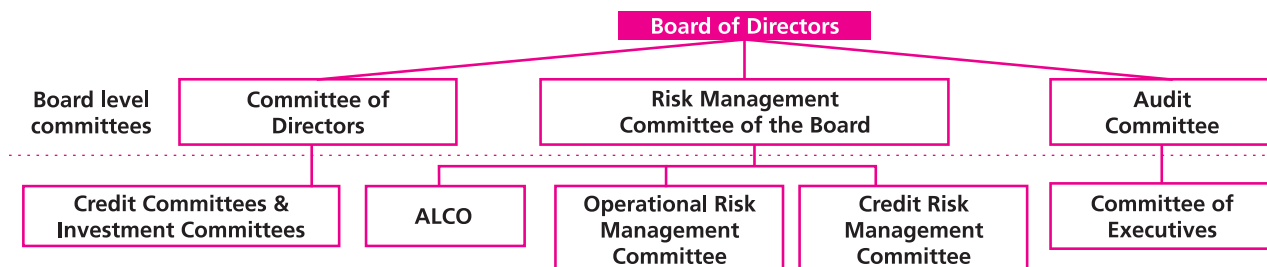 Board of Directors
Board level
committees
Committee of
Directors
Risk Management
Committee of the Board
Audit
Committee
Credit Committees &
Investment Committees
ALCO
Operational Risk
Management
Committee
Credit Risk
Management
Committee
Committee of
Executives